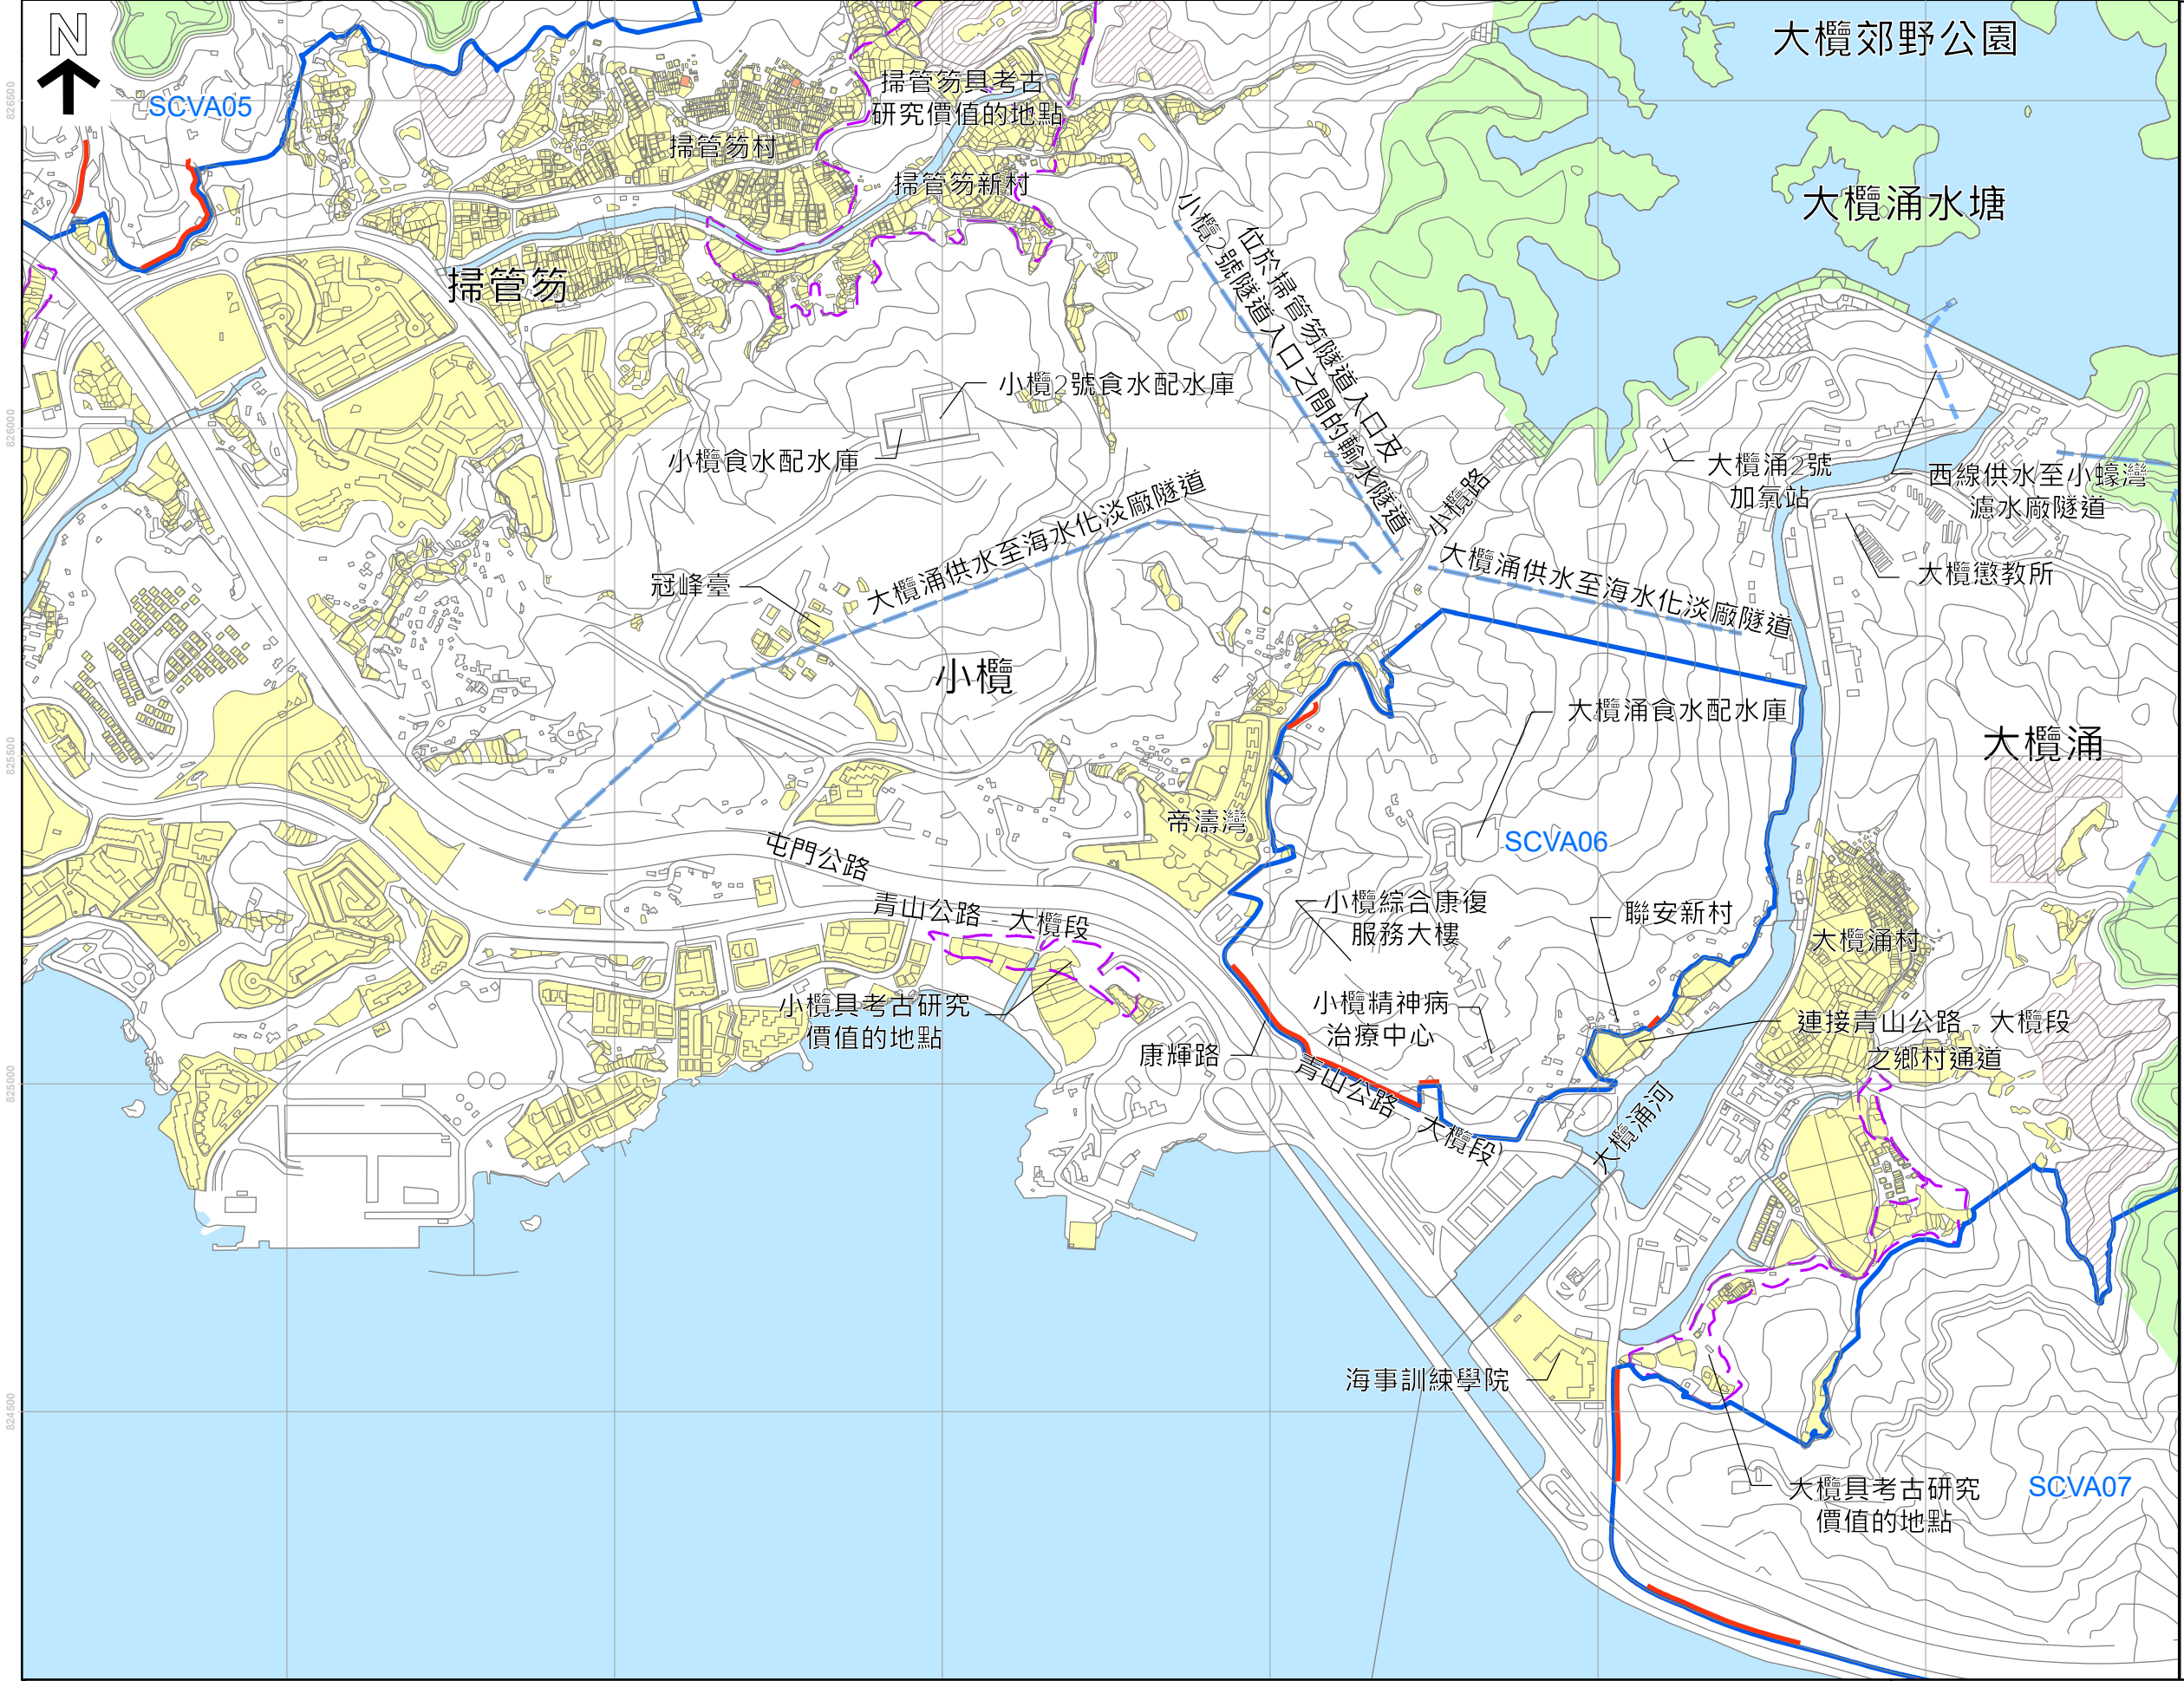 N
826500
SCVA05
掃管笏具考古
研究價值的地點
掃管笏村
掃管笏新村
掃管笏
大欖郊野公園
大欖涌水塘
位於掃管笏隧道入口及
小欖2號隧道入口之間的輸水隧道
小欖2號食水配水庫
826000
小欖食水配水庫
小欖路
大欖涌2號
加氯站
西線供水至小蠔灣
濾水廠隧道
大欖懲教所
大欖涌供水至海水化淡廠隧道
大欖涌供水至海水化淡廠隧道
冠峰臺
小欖
大欖涌食水配水庫
大欖涌
825500
帝濤灣
SCVA06
屯門公路
青山公路 - 大欖段
小欖綜合康復
服務大樓
聯安新村
大欖涌村
小欖具考古研究
價值的地點
小欖精神病
治療中心
連接青山公路 - 大欖段
之鄉村通道
康輝路
825000
青山公路 - 大欖段
大欖涌河
海事訓練學院
824500
大欖具考古研究
價值的地點
SCVA07